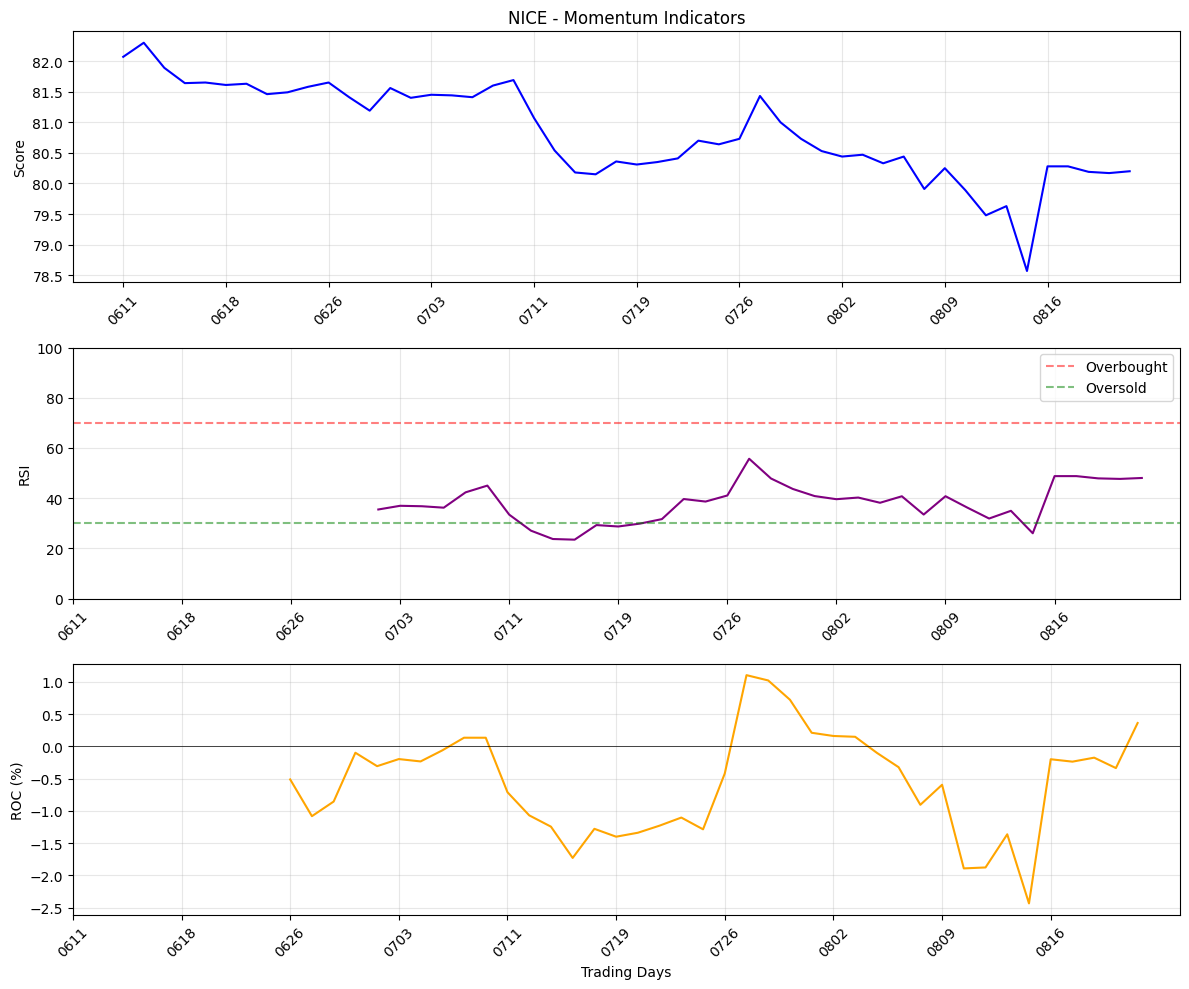 NICE - Momentum Indicators
Score
82.0
81.5
81.0
80.5
80.0
79.5
79.0
78.5
0611 0618 0626 0703 0711 0719 0726 0802 0809 0816
RSI
100
80
60
40
20
0
Overbought
Oversold
0611 0618 0626 0703 0711 0719 0726 0802 0809 0816
ROC (%)
1.0
0.5
0.0
−0.5
−1.0
−1.5
−2.0
−2.5
0611 0618 0626 0703 0711 0719 0726 0802 0809 0816
Trading Days